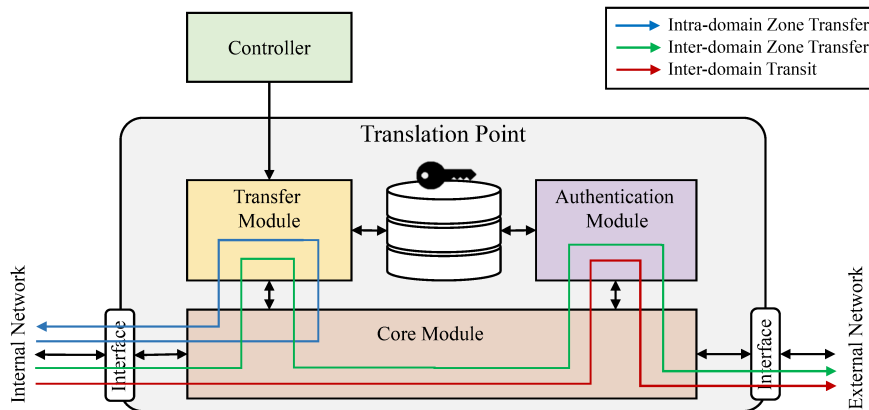 Controller
Intra-domain Zone Transfer
Inter-domain Zone Transfer
Inter-domain Transit
Translation Point
Transfer
Module
Authentication
Module
Core Module
Internal Network
Interface
Interface
External Network